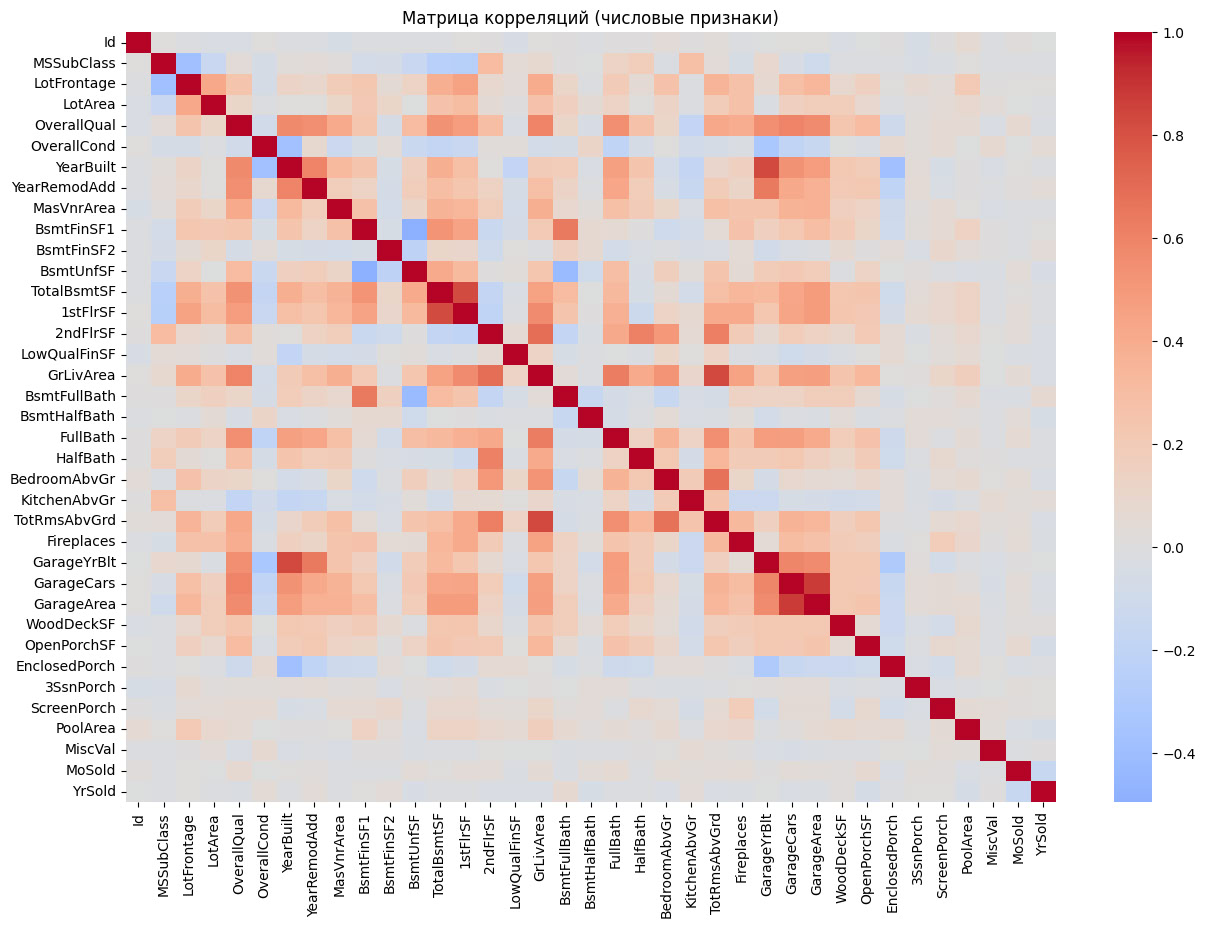 Матрица корреляций (числовые признаки)
Id
MSSubClass
LotFrontage
LotArea
OverallQual
OverallCond
YearBuilt
YearRemodAdd
MasVnrArea
BsmtFinSF1
BsmtFinSF2
BsmtUnfSF
TotalBsmtSF
1stFlrSF
2ndFlrSF
LowQualFinSF
GrLivArea
BsmtFullBath
BsmtHalfBath
FullBath
HalfBath
BedroomAbvGr
KitchenAbvGr
TotRmsAbvGrd
Fireplaces
GarageYrBlt
GarageCars
GarageArea
WoodDeckSF
OpenPorchSF
EnclosedPorch
3SsnPorch
ScreenPorch
PoolArea
MiscVal
MoSold
YrSold
Id
MSSubClass
LotFrontage
LotArea
OverallQual
OverallCond
YearBuilt
YearRemodAdd
MasVnrArea
BsmtFinSF1
BsmtFinSF2
BsmtUnfSF
TotalBsmtSF
1stFlrSF
2ndFlrSF
LowQualFinSF
GrLivArea
BsmtFullBath
BsmtHalfBath
FullBath
HalfBath
BedroomAbvGr
KitchenAbvGr
TotRmsAbvGrd
Fireplaces
GarageYrBlt
GarageCars
GarageArea
WoodDeckSF
OpenPorchSF
EnclosedPorch
3SsnPorch
ScreenPorch
PoolArea
MiscVal
MoSold
YrSold
1.0
0.8
0.6
0.4
0.2
0.0
−0.2
−0.4